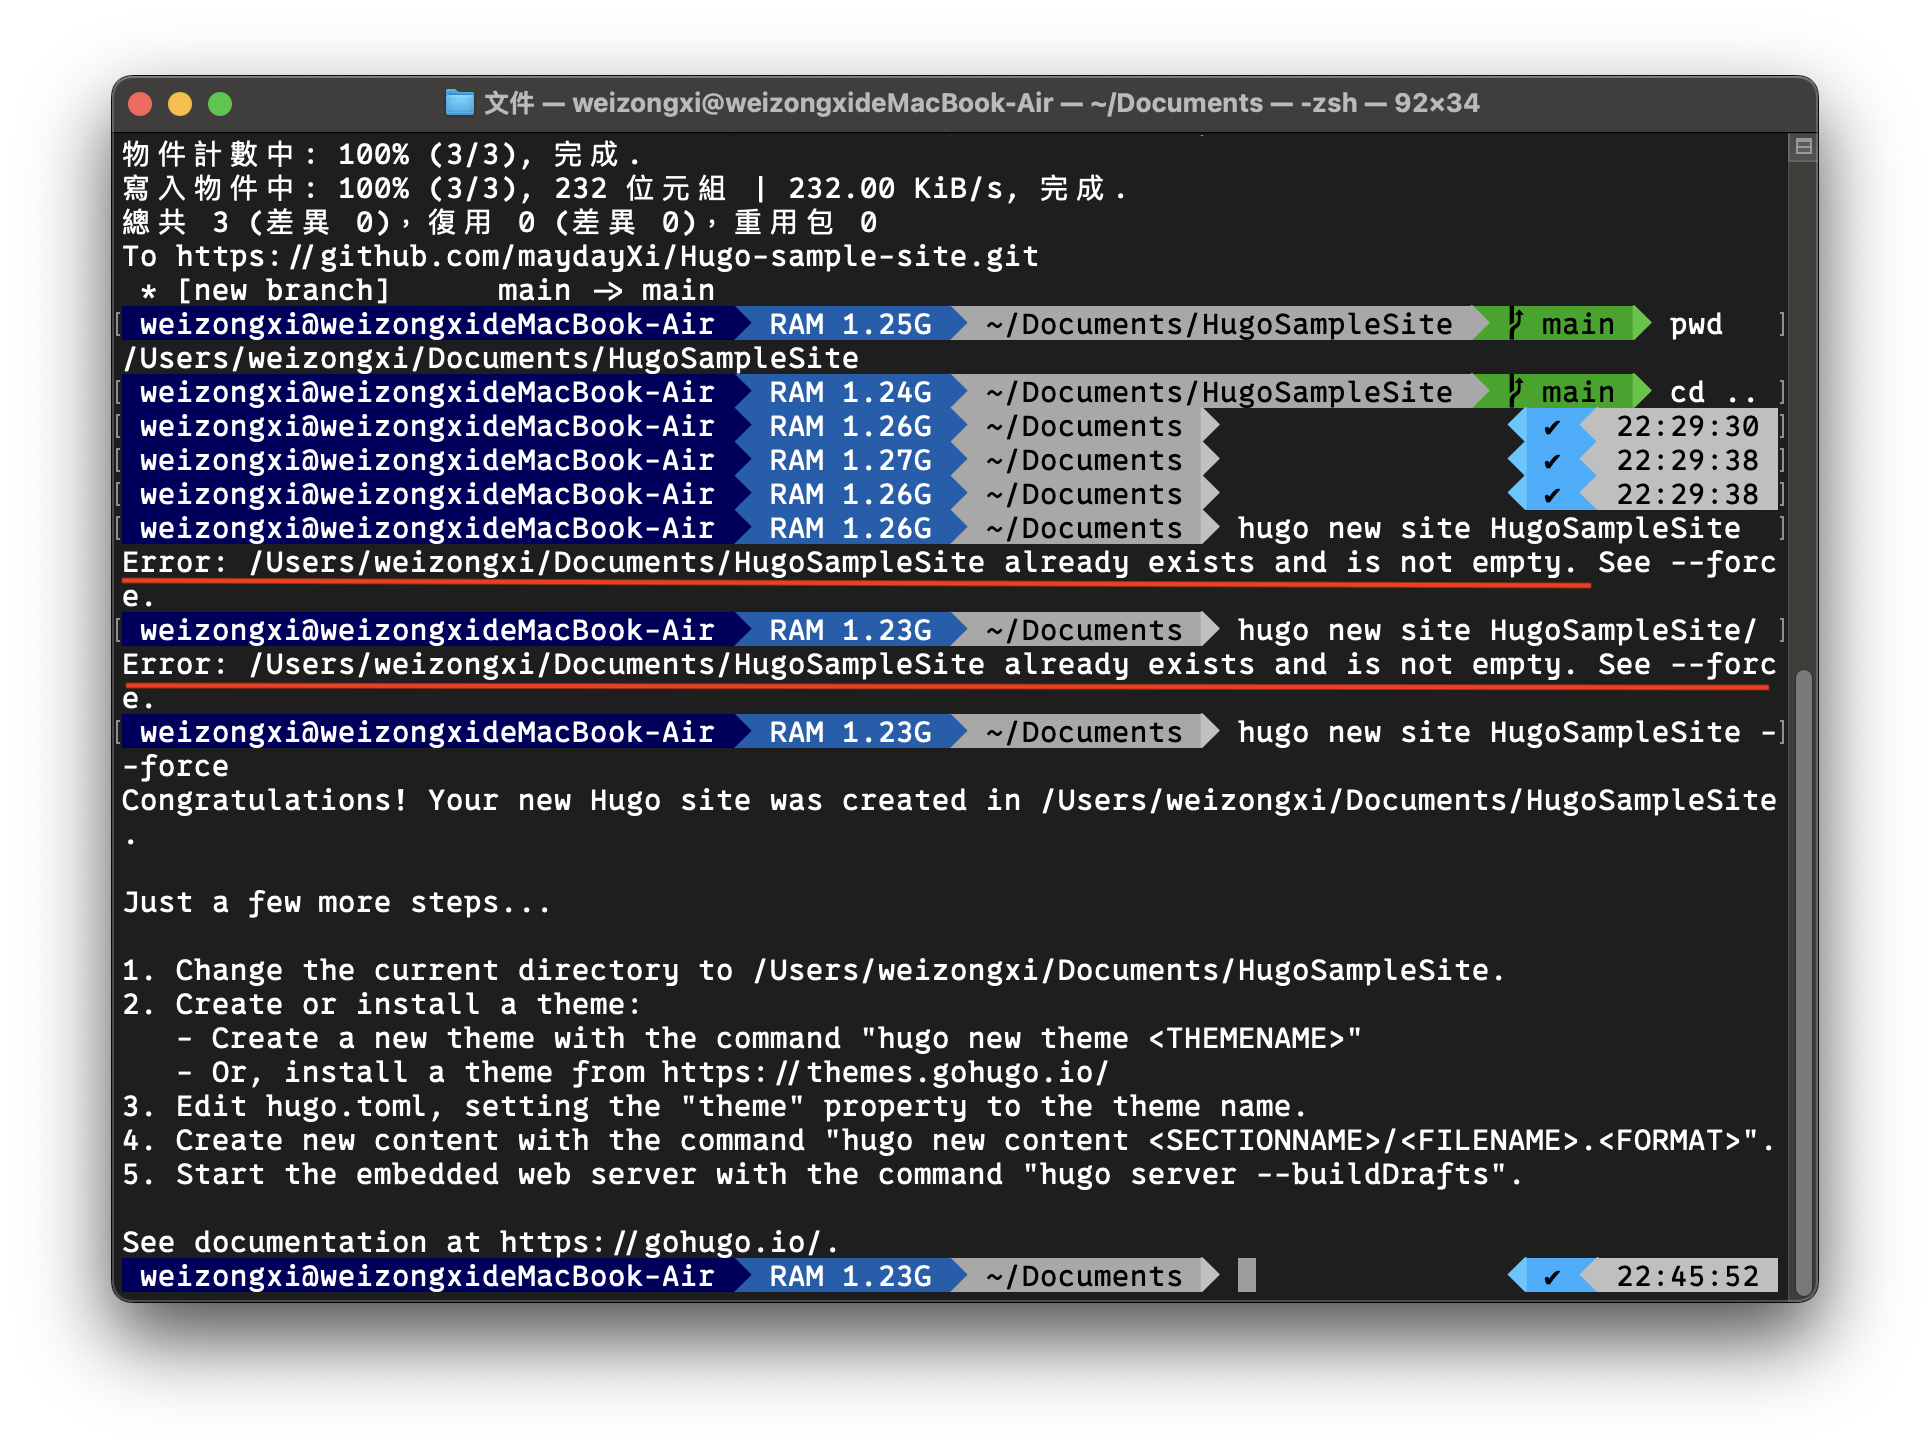 文件 — weizongxi@weizongxideMacBook-Air — ~/Documents — -zsh — 92×34
物件計數中: 100% (3/3), 完成.
寫入物件中: 100% (3/3), 232 位元組 | 232.00 KiB/s, 完成.
總共 3 (差異 0)，復用 0 (差異 0)，重用包 0
To https://github.com/maydayXi/Hugo-sample-site.git
 * [new branch]      main -> main
weizongxi@weizongxideMacBook-Air RAM 1.25G ~/Documents/HugoSampleSite main pwd
/Users/weizongxi/Documents/HugoSampleSite
weizongxi@weizongxideMacBook-Air RAM 1.24G ~/Documents/HugoSampleSite main cd ..
weizongxi@weizongxideMacBook-Air RAM 1.26G ~/Documents ✔ 22:29:30
weizongxi@weizongxideMacBook-Air RAM 1.27G ~/Documents ✔ 22:29:38
weizongxi@weizongxideMacBook-Air RAM 1.26G ~/Documents ✔ 22:29:38
weizongxi@weizongxideMacBook-Air RAM 1.26G ~/Documents hugo new site HugoSampleSite
Error: /Users/weizongxi/Documents/HugoSampleSite already exists and is not empty. See --forc
e.
weizongxi@weizongxideMacBook-Air RAM 1.23G ~/Documents hugo new site HugoSampleSite/
Error: /Users/weizongxi/Documents/HugoSampleSite already exists and is not empty. See --forc
e.
weizongxi@weizongxideMacBook-Air RAM 1.23G ~/Documents hugo new site HugoSampleSite -
-force
Congratulations! Your new Hugo site was created in /Users/weizongxi/Documents/HugoSampleSite
.
Just a few more steps...
1. Change the current directory to /Users/weizongxi/Documents/HugoSampleSite.
2. Create or install a theme:
   - Create a new theme with the command "hugo new theme <THEMENAME>"
   - Or, install a theme from https://themes.gohugo.io/
3. Edit hugo.toml, setting the "theme" property to the theme name.
4. Create new content with the command "hugo new content <SECTIONNAME>/<FILENAME>.<FORMAT>".
5. Start the embedded web server with the command "hugo server --buildDrafts".
See documentation at https://gohugo.io/.
weizongxi@weizongxideMacBook-Air RAM 1.23G ~/Documents ✔ 22:45:52